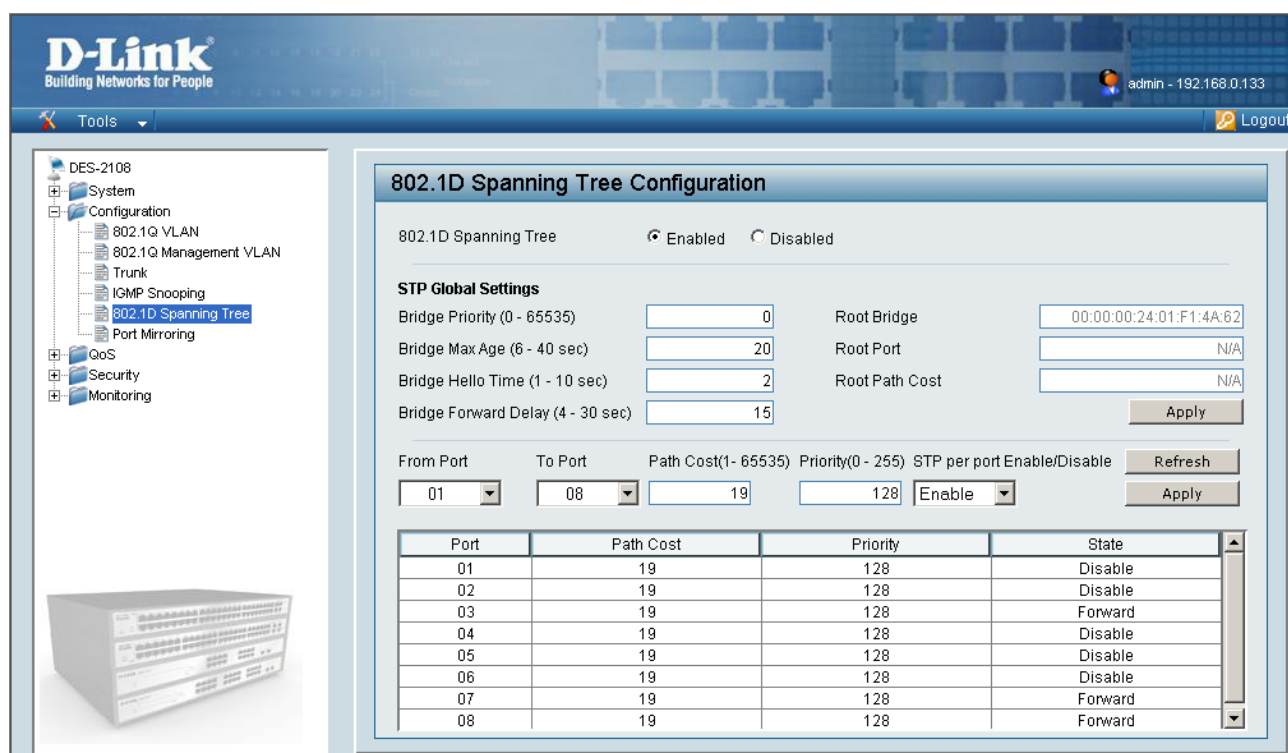 D-Link®
Building Networks for People
admin - 192.168.0.133
Tools
Logout
DES-2108
System
Configuration
802.1Q VLAN
802.1Q Management VLAN
Trunk
IGMP Snooping
802.1D Spanning Tree
Port Mirroring
QoS
Security
Monitoring
802.1D Spanning Tree Configuration
802.1D Spanning Tree Enabled Disabled
STP Global Settings
Bridge Priority (0 - 65535) 0 Root Bridge 00:00:00:24:01:F1:4A:62
Bridge Max Age (6 - 40 sec) 20 Root Port N/A
Bridge Hello Time (1 - 10 sec) 2 Root Path Cost N/A
Bridge Forward Delay (4 - 30 sec) 15 Apply
From Port To Port Path Cost(1- 65535) Priority(0 - 255) STP per port Enable/Disable Refresh
01 08 19 128 Enable Apply
Port Path Cost Priority State
01 19 128 Disable
02 19 128 Disable
03 19 128 Forward
04 19 128 Disable
05 19 128 Disable
06 19 128 Disable
07 19 128 Forward
08 19 128 Forward